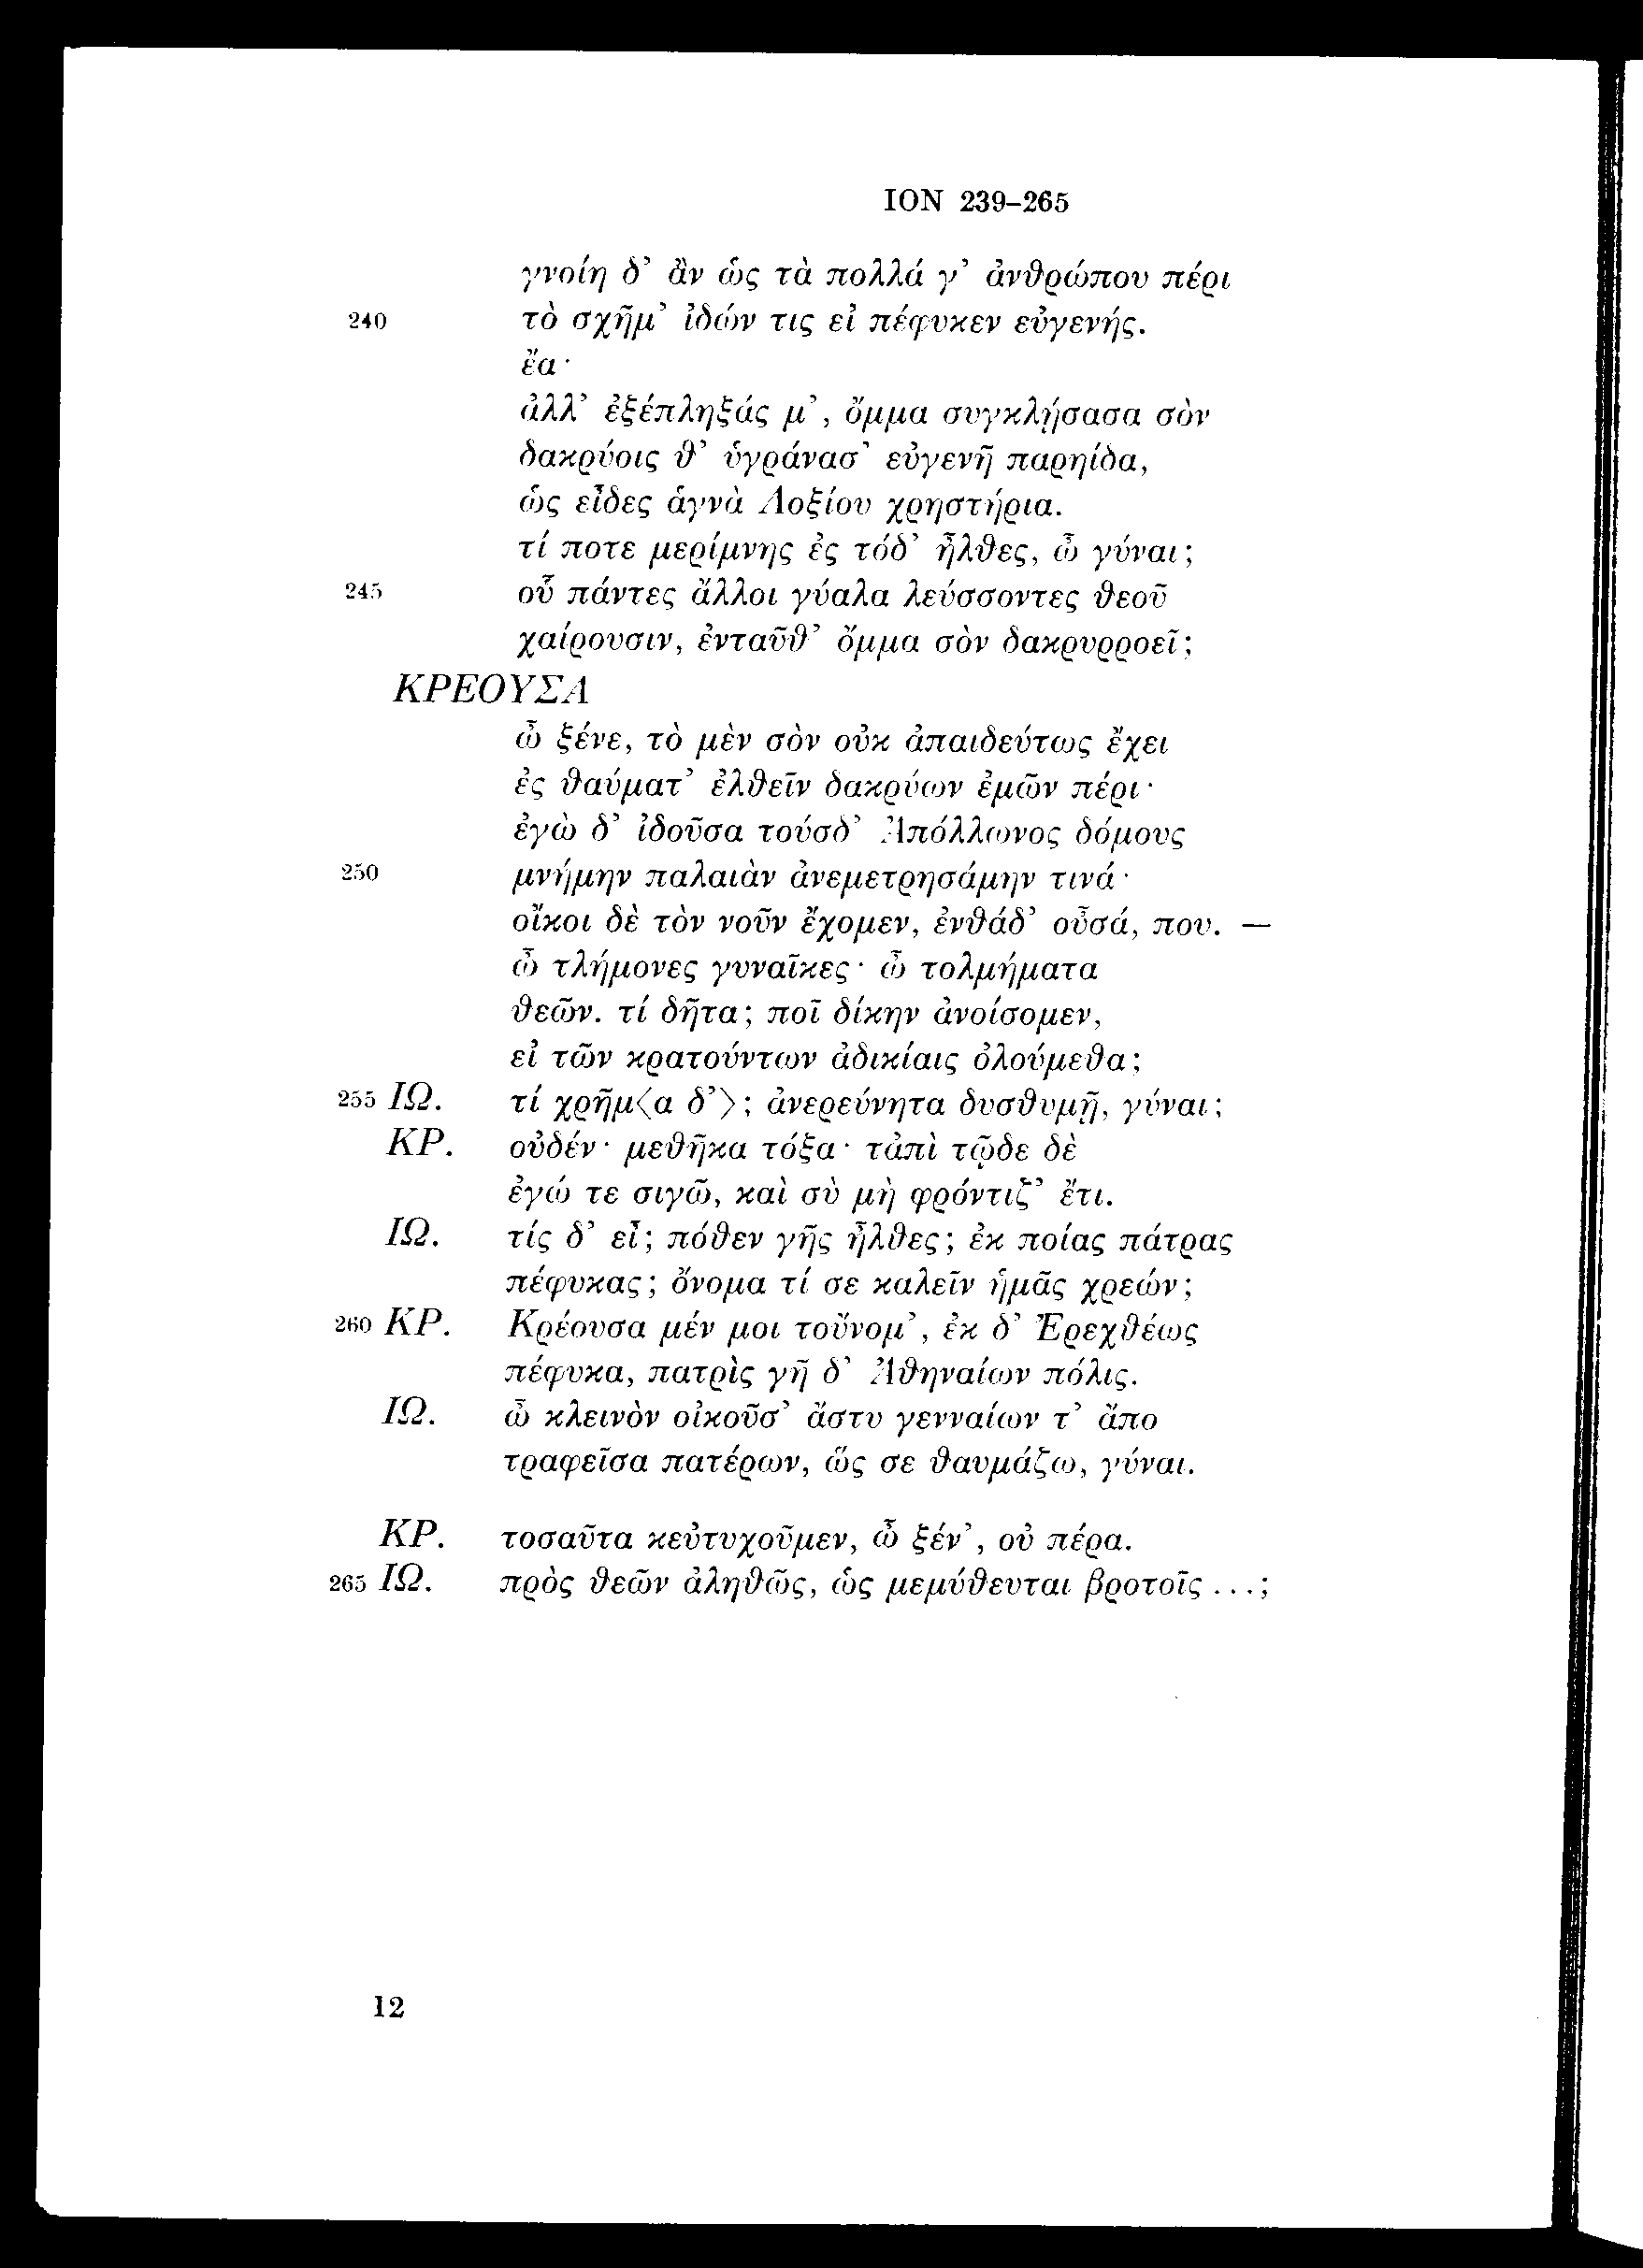 ION 239–265
γνοίη δ’ ἂν ὡς τὰ πολλά γ’ ἀνθρώπου πέρι
240 τὸ σχῆμ’ ἰδών τις εἰ πέφυκεν εὐγενής.
ἔα·
ἀλλ’ ἐξέπληξάς μ’, ὄμμα συγκλῄσασα σὸν
δακρύοις θ’ ὑγράνασ’ εὐγενῆ παρηίδα,
ὡς εἶδες ἁγνὰ Λοξίου χρηστήρια.
τί ποτε μερίμνης ἐς τόδ’ ἦλθες, ὦ γύναι;
245 οὗ πάντες ἄλλοι γύαλα λεύσσοντες θεοῦ
χαίρουσιν, ἐνταῦθ’ ὄμμα σὸν δακρυρροεῖ;
ΚΡΕΟΥΣΑ
ὦ ξένε, τὸ μὲν σὸν οὐκ ἀπαιδεύτως ἔχει
ἐς θαύματ’ ἐλθεῖν δακρύων ἐμῶν πέρι·
ἐγὼ δ’ ἰδοῦσα τούσδ’ Ἀπόλλωνος δόμους
250 μνήμην παλαιὰν ἀνεμετρησάμην τινά·
οἴκοι δὲ τὸν νοῦν ἔχομεν, ἐνθάδ’ οὖσά, που. —
ὦ τλήμονες γυναῖκες· ὦ τολμήματα
θεῶν. τί δῆτα; ποῖ δίκην ἀνοίσομεν,
εἰ τῶν κρατούντων ἀδικίαις ὀλούμεθα;
255 ΙΩ. τί χρῆμ⟨α δ’⟩; ἀνερεύνητα δυσθυμῇ, γύναι;
ΚΡ. οὐδέν· μεθῆκα τόξα· τἀπὶ τῷδε δὲ
ἐγώ τε σιγῶ, καὶ σὺ μὴ φρόντιζ’ ἔτι.
ΙΩ. τίς δ’ εἶ; πόθεν γῆς ἦλθες; ἐκ ποίας πάτρας
πέφυκας; ὄνομα τί σε καλεῖν ἡμᾶς χρεών;
260 ΚΡ. Κρέουσα μέν μοι τοὔνομ’, ἐκ δ’ Ἐρεχθέως
πέφυκα, πατρὶς γῆ δ’ Ἀθηναίων πόλις.
ΙΩ. ὦ κλεινὸν οἰκοῦσ’ ἄστυ γενναίων τ’ ἄπο
τραφεῖσα πατέρων, ὥς σε θαυμάζω, γύναι.
ΚΡ. τοσαῦτα κεὐτυχοῦμεν, ὦ ξέν’, οὐ πέρα.
265 ΙΩ. πρὸς θεῶν ἀληθῶς, ὡς μεμύθευται βροτοῖς ...;
12